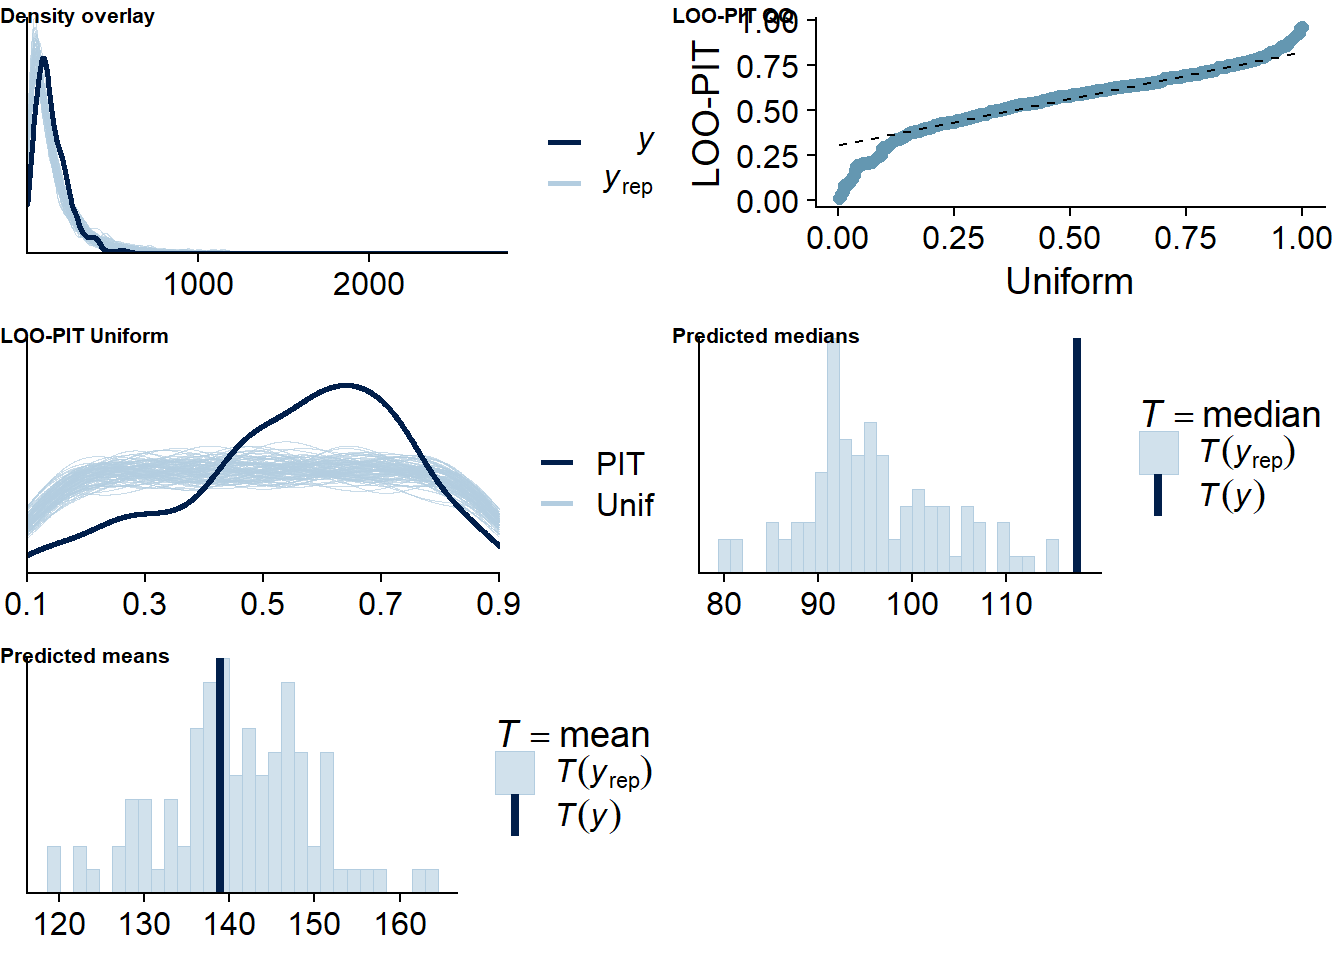 Density overlay
y
yrep
1000 2000
LOO-PIT QQ
LOO-PIT
1.00
0.75
0.50
0.25
0.00
0.00 0.25 0.50 0.75 1.00
Uniform
LOO-PIT Uniform
PIT
Unif
0.1 0.3 0.5 0.7 0.9
Predicted medians
T = median
T(yrep)
T(y)
80 90 100 110
Predicted means
T = mean
T(yrep)
T(y)
120 130 140 150 160